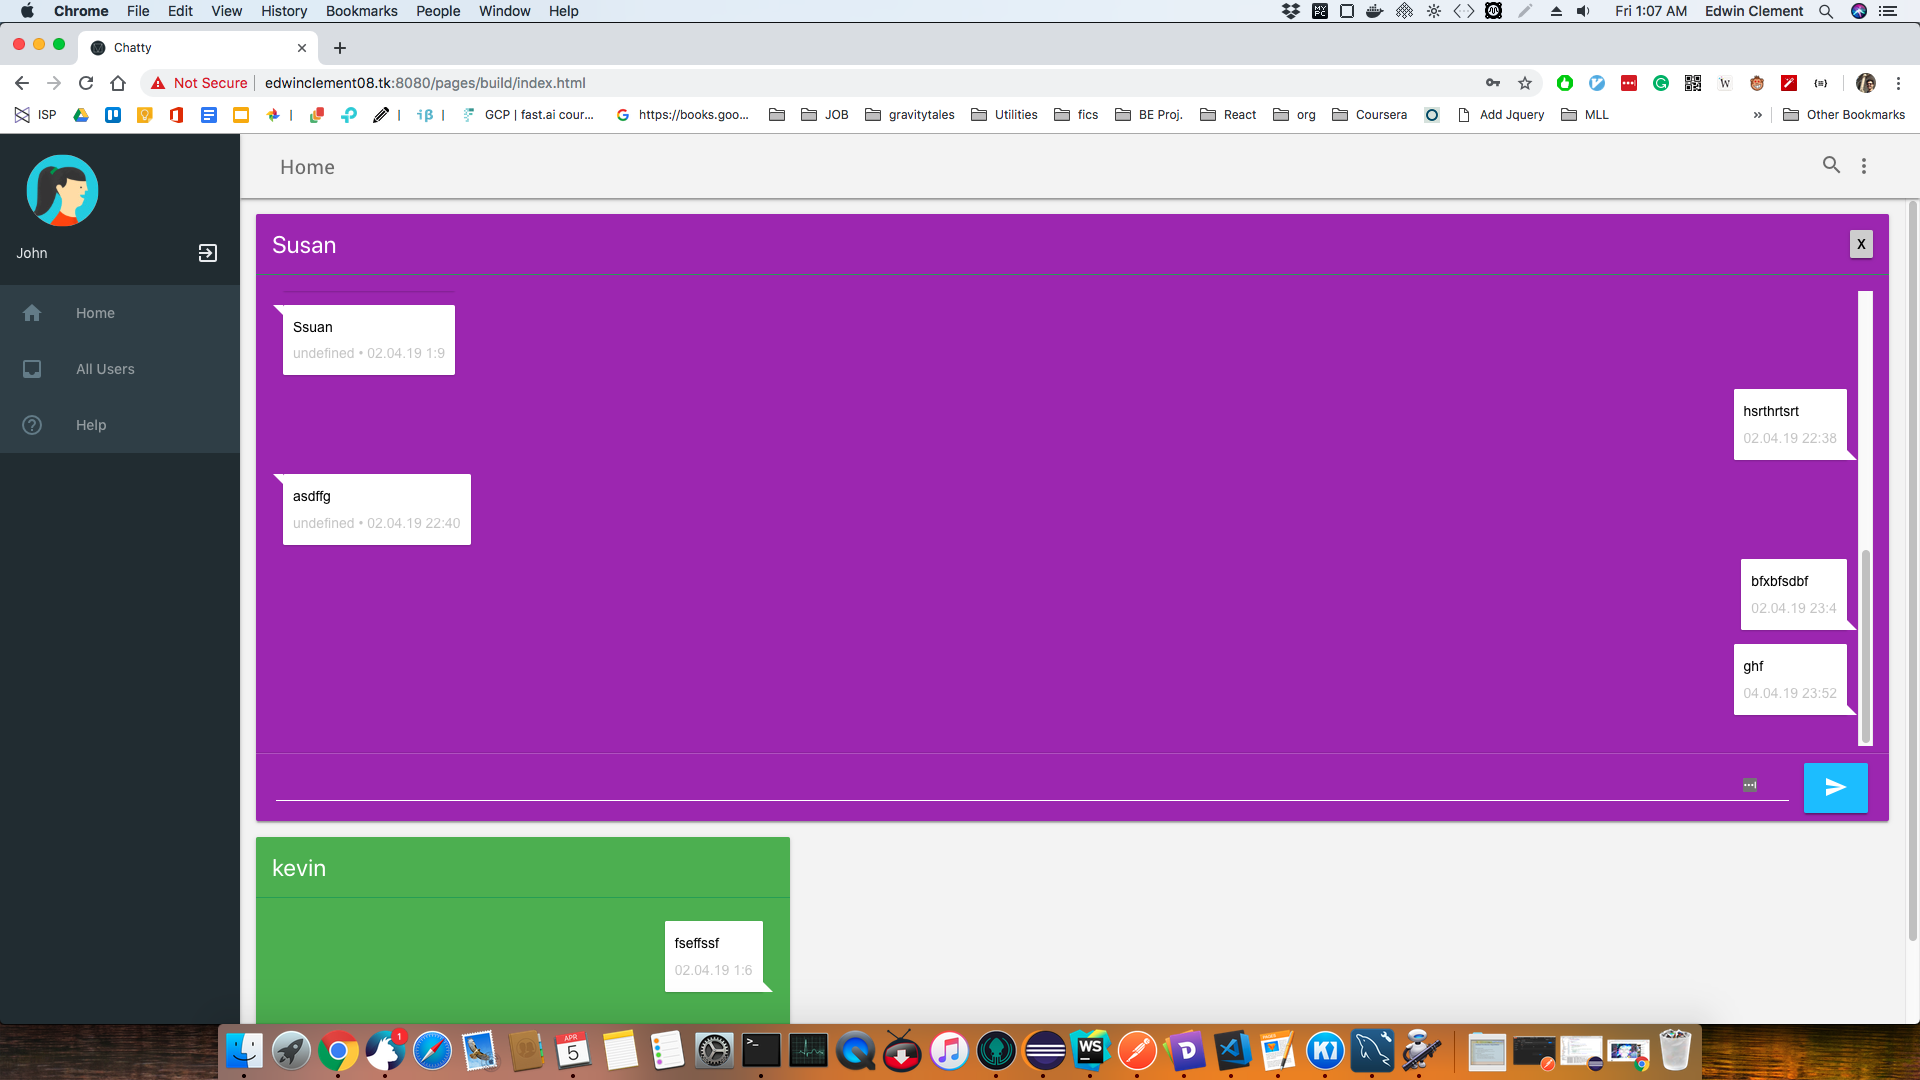 Chrome File Edit View History Bookmarks People Window Help Fri 1:07 AM Edwin Clement
Chatty
Not Secure edwinclement08.tk:8080/pages/build/index.html
ISP GCP | fast.ai cour... https://books.goo... JOB gravitytales Utilities fics BE Proj. React org Coursera Add Jquery MLL » Other Bookmarks
Home
John
Home
All Users
Help
Susan
X
Ssuan
undefined • 02.04.19 1:9
hsrthrtsrt
02.04.19 22:38
asdffg
undefined • 02.04.19 22:40
bfxbfsdbf
02.04.19 23:4
ghf
04.04.19 23:52
kevin
fseffssf
02.04.19 1:6
1
APR
5
WS
D
K1